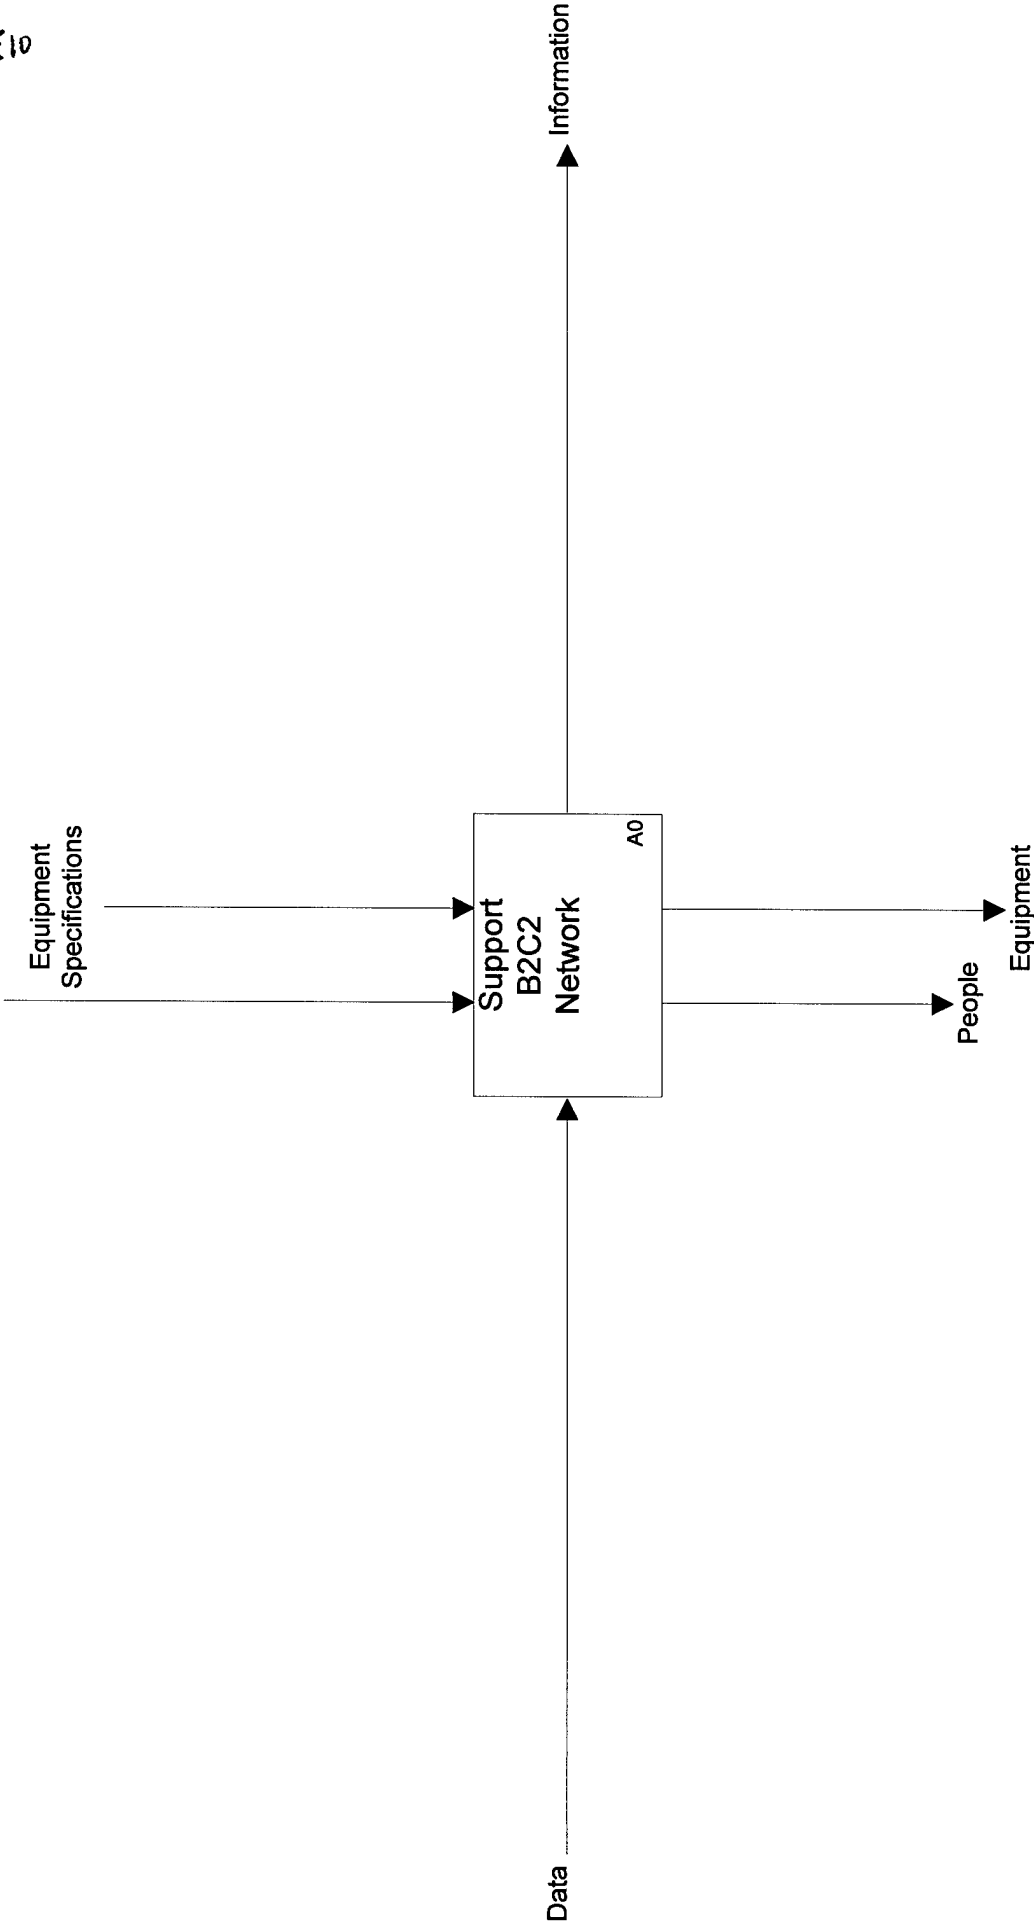 Equipment
Specifications
Information
Support
B2C2
Network
A0
Data
People
Equipment